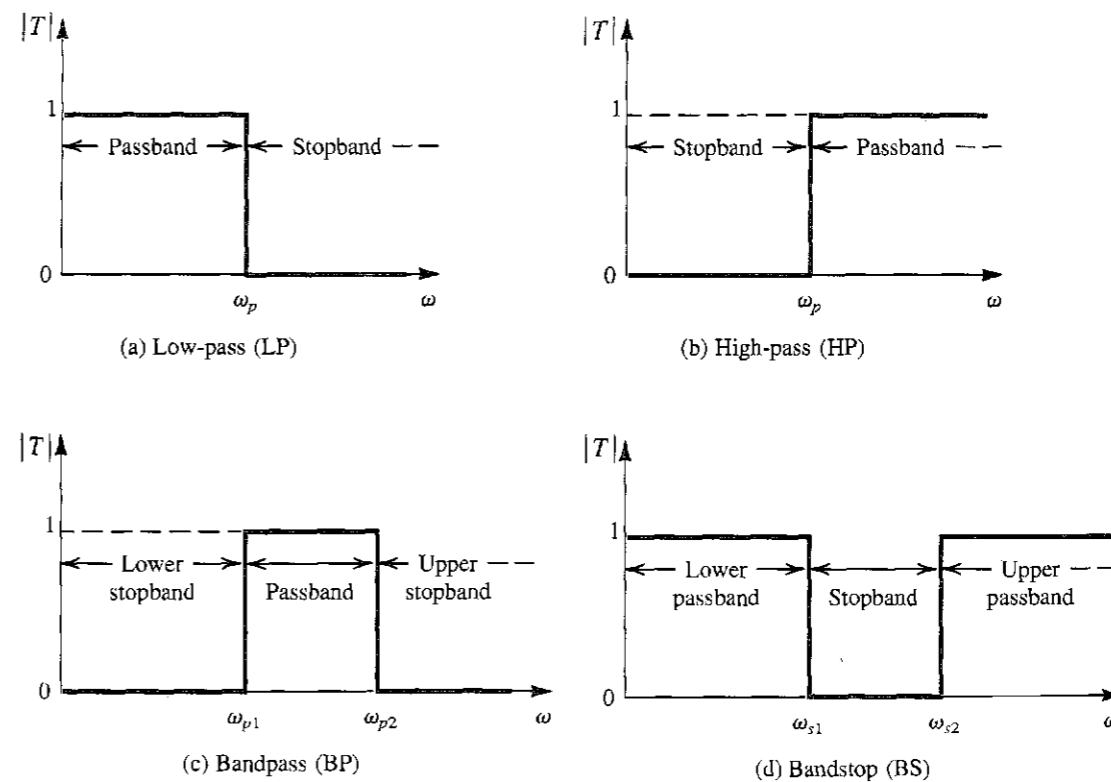 |T|
1
Passband
Stopband
0
ω_p
ω
(a) Low-pass (LP)
|T|
1
Stopband
Passband
0
ω_p
ω
(b) High-pass (HP)
|T|
1
Lower
stopband
Passband
Upper
stopband
0
ω_p1
ω_p2
ω
(c) Bandpass (BP)
|T|
1
Lower
passband
Stopband
Upper
passband
0
ω_s1
ω_s2
ω
(d) Bandstop (BS)